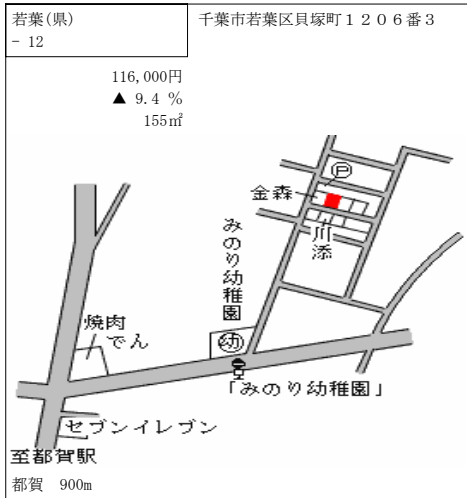 若葉(県)
- 12
千葉市若葉区貝塚町1206番3
116,000円
▲ 9.4 %
155㎡
Ⓟ
金森
川添
みのり幼稚園
幼
焼肉
でん
「みのり幼稚園」
セブンイレブン
至都賀駅
都賀 900m